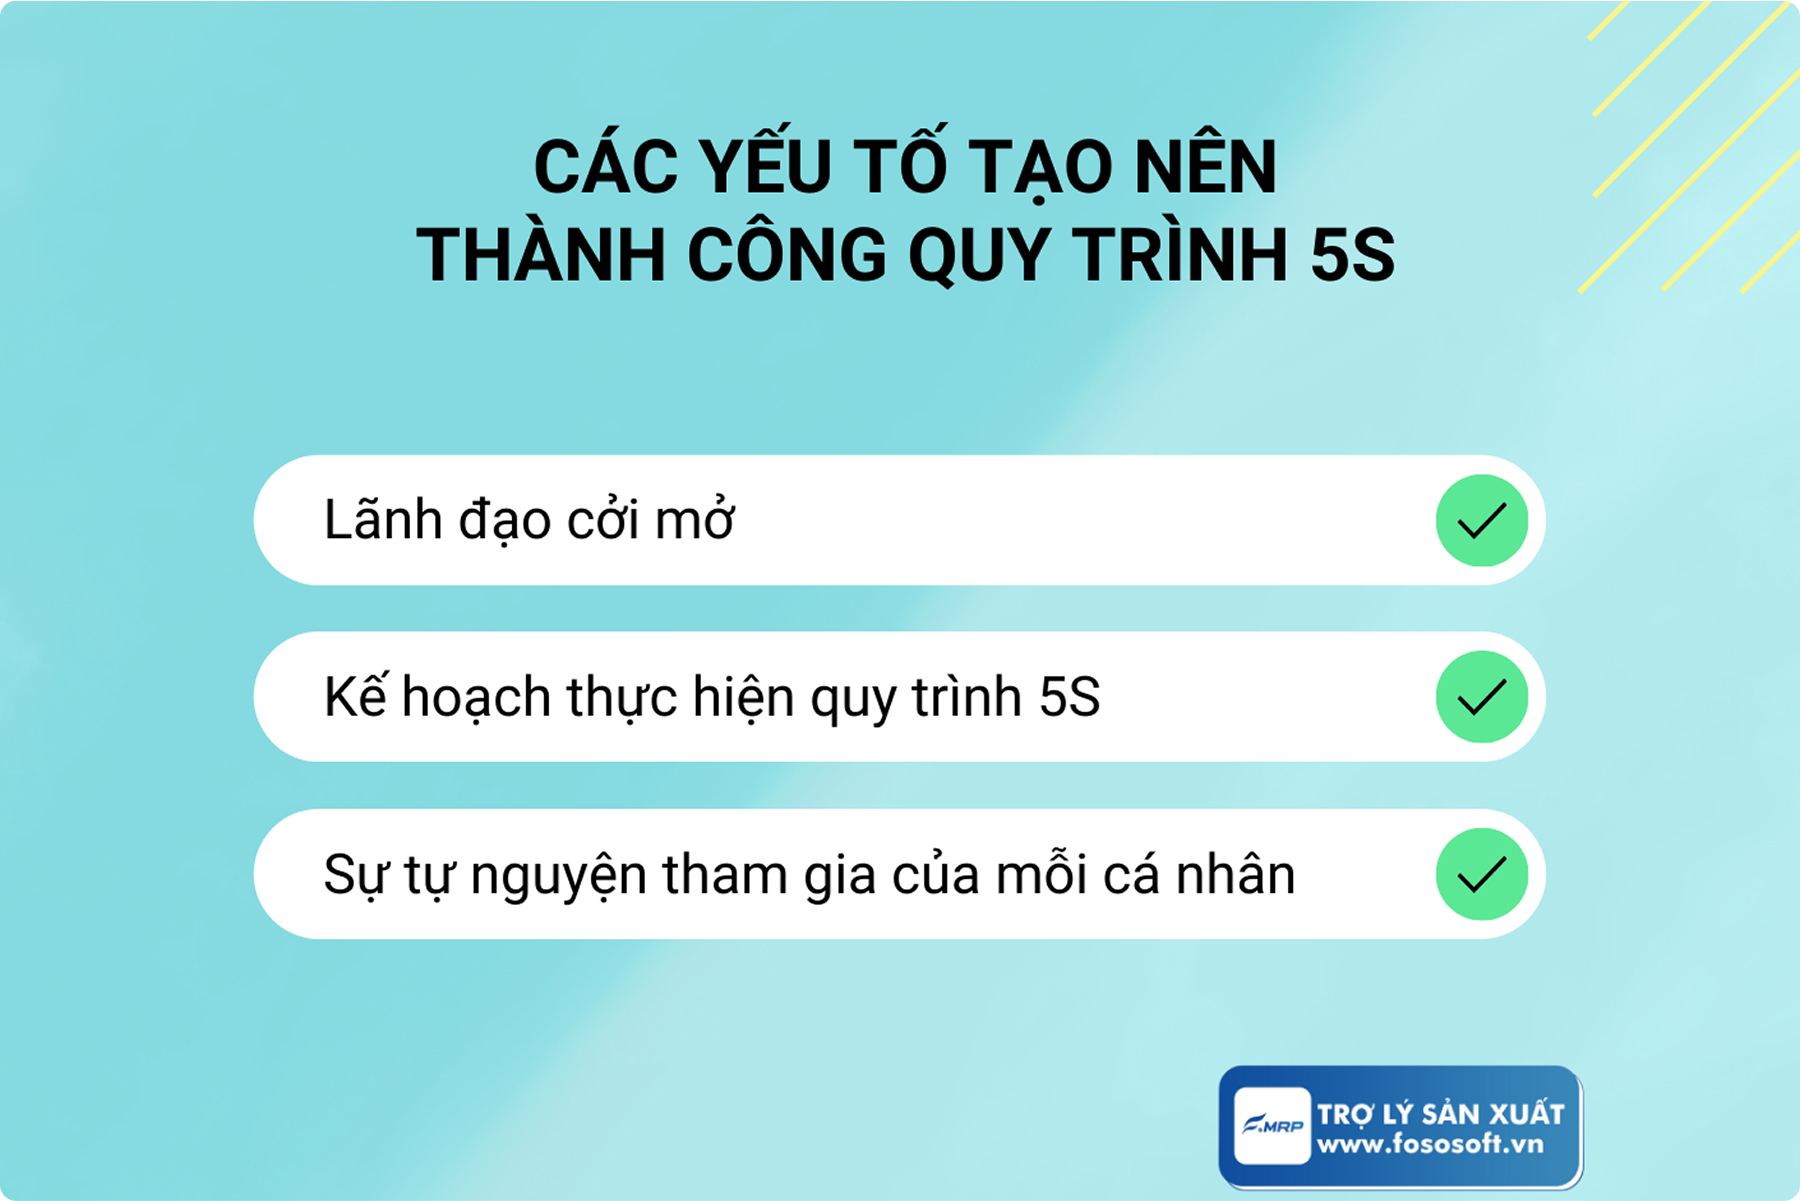 CÁC YẾU TỐ TẠO NÊN
THÀNH CÔNG QUY TRÌNH 5S
Lãnh đạo cởi mở
Kế hoạch thực hiện quy trình 5S
Sự tự nguyện tham gia của mỗi cá nhân
F.MRP
TRỢ LÝ SẢN XUẤT
www.fososoft.vn